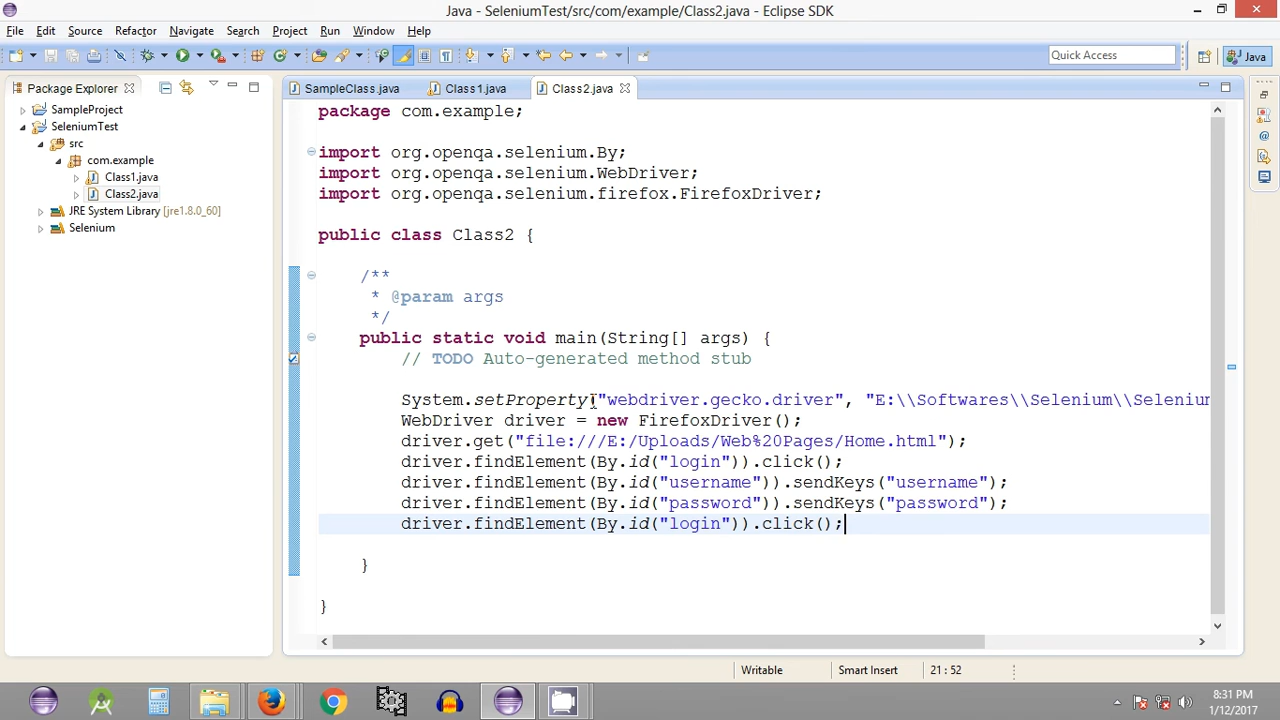 Java - SeleniumTest/src/com/example/Class2.java - Eclipse SDK
File Edit Source Refactor Navigate Search Project Run Window Help
Quick Access
Java
Package Explorer
SampleClass.java
Class1.java
Class2.java
SampleProject
SeleniumTest
src
com.example
Class1.java
Class2.java
JRE System Library [jre1.8.0_60]
Selenium
package com.example;
import org.openqa.selenium.By;
import org.openqa.selenium.WebDriver;
import org.openqa.selenium.firefox.FirefoxDriver;
public class Class2 {
/**
* @param args
*/
public static void main(String[] args) {
// TODO Auto-generated method stub
System.setProperty("webdriver.gecko.driver", "E:\\Softwares\\Selenium\\Selenium
WebDriver driver = new FirefoxDriver();
driver.get("file:///E:/Uploads/Web%20Pages/Home.html");
driver.findElement(By.id("login")).click();
driver.findElement(By.id("username")).sendKeys("username");
driver.findElement(By.id("password")).sendKeys("password");
driver.findElement(By.id("login")).click();
}
}
Writable
Smart Insert
21 : 52
8:31 PM
1/12/2017